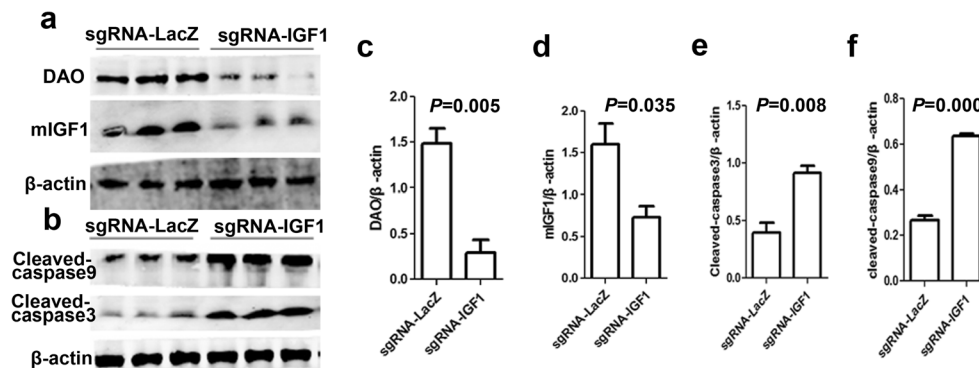 a
sgRNA-LacZ sgRNA-IGF1
DAO
mIGF1
β-actin
b
sgRNA-LacZ sgRNA-IGF1
Cleaved-
caspase9
Cleaved-
caspase3
β-actin
c
P=0.005
DAO/β -actin
2.0
1.5
1.0
0.5
0.0
sgRNA-LacZ
sgRNA-IGF1
d
P=0.035
mIGF1/β -actin
2.0
1.5
1.0
0.5
0.0
sgRNA-LacZ
sgRNA-IGF1
e
P=0.008
Cleaved-caspase3/β -actin
1.5
1.0
0.5
0.0
sgRNA-LacZ
sgRNA-IGF1
f
P=0.000
cleaved-caspase9/β -actin
0.8
0.6
0.4
0.2
0.0
sgRNA-LacZ
sgRNA-IGF1